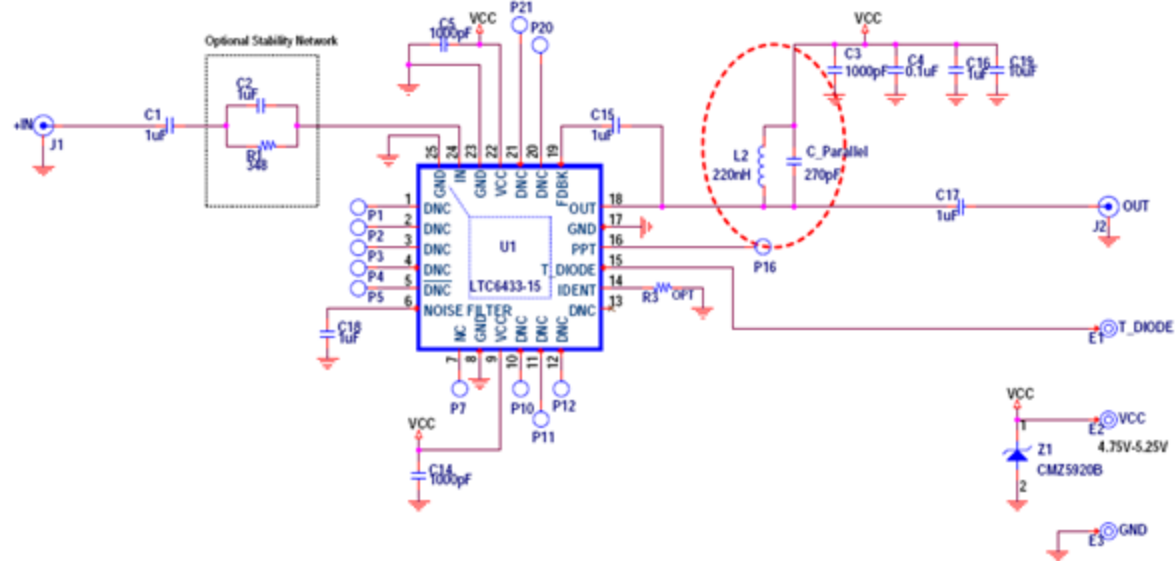 P21
C5
VCC
1000pF
P20
VCC
Optional Stability Network
C3
1000pF
C4
0.1uF
C16
1uF
C19
10uF
C2
1uF
C1
1uF
+IN
J1
R1
348
C15
1uF
25
24
23
22
21
20
19
GND
IN
GND
VCC
DNC
DNC
FDBK
L2
220nH
C_Parallel
270pF
P1
1
DNC
OUT
18
C17
1uF
OUT
J2
P2
2
DNC
GND
17
P3
3
DNC
U1
PPT
16
P16
P4
4
DNC
T_DIODE
15
P5
5
DNC
LTC6433-15
IDENT
14
R3
OPT
6
NOISE FILTER
DNC
13
C18
1uF
NC
GND
VCC
DNC
DNC
DNC
7
8
9
10
11
12
E1
T_DIODE
P7
P10
P12
P11
VCC
C14
1000pF
VCC
1
E2
VCC
4.75V-5.25V
Z1
CMZ5920B
2
E3
GND